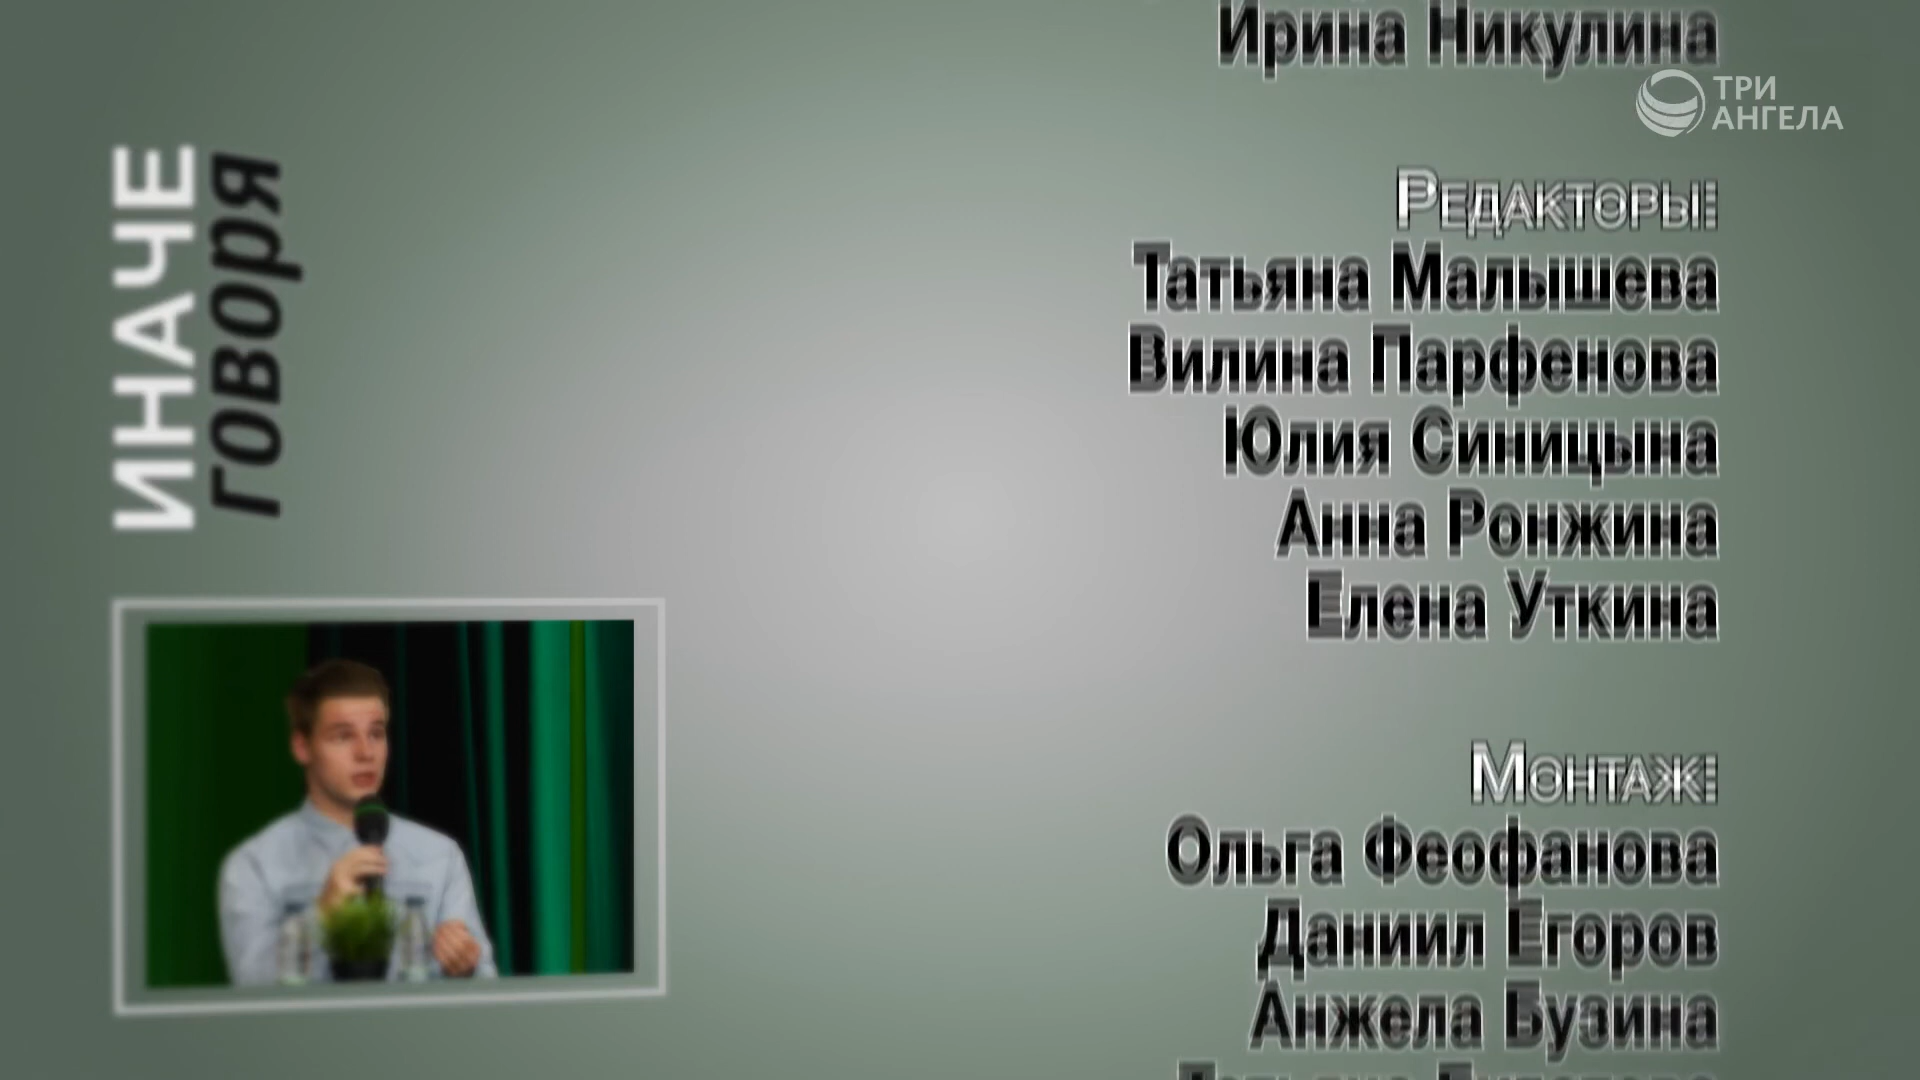 Ирина Никулина
ТРИ
АНГЕЛА
ИНАЧЕ
говоря
Редакторы:
Татьяна Малышева
Вилина Парфенова
Юлия Синицына
Анна Ронжина
Елена Уткина
Монтаж:
Ольга Феофанова
Даниил Егоров
Анжела Бузина